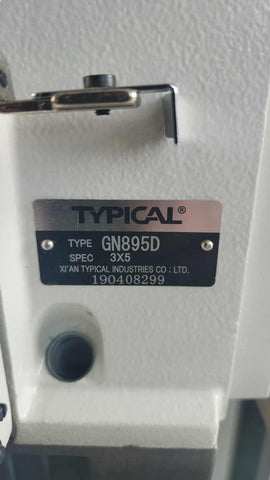 TYPICAL®
TYPE GN895D
SPEC 3X5
XI'AN TYPICAL INDUSTRIES CO ; LTD.
190408299